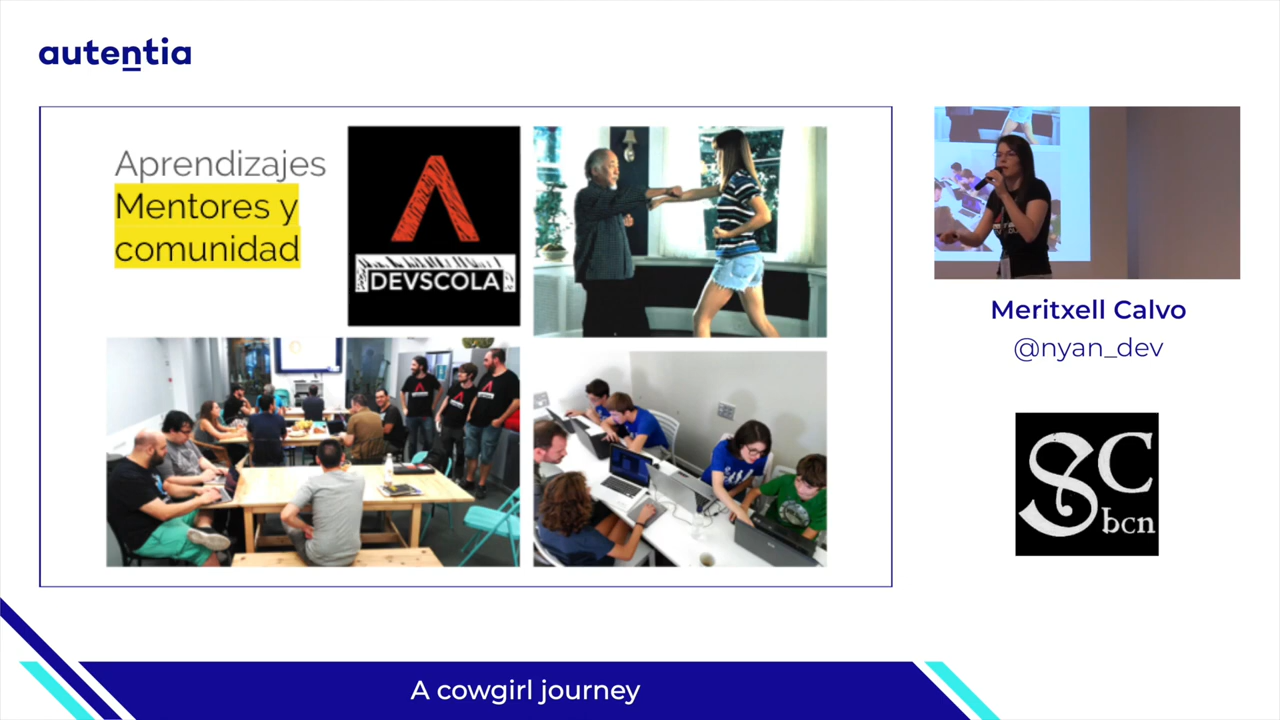 autentia
Aprendizajes
Mentores y
comunidad
DEVSCOLA
Meritxell Calvo
@nyan_dev
SC
bcn
A cowgirl journey